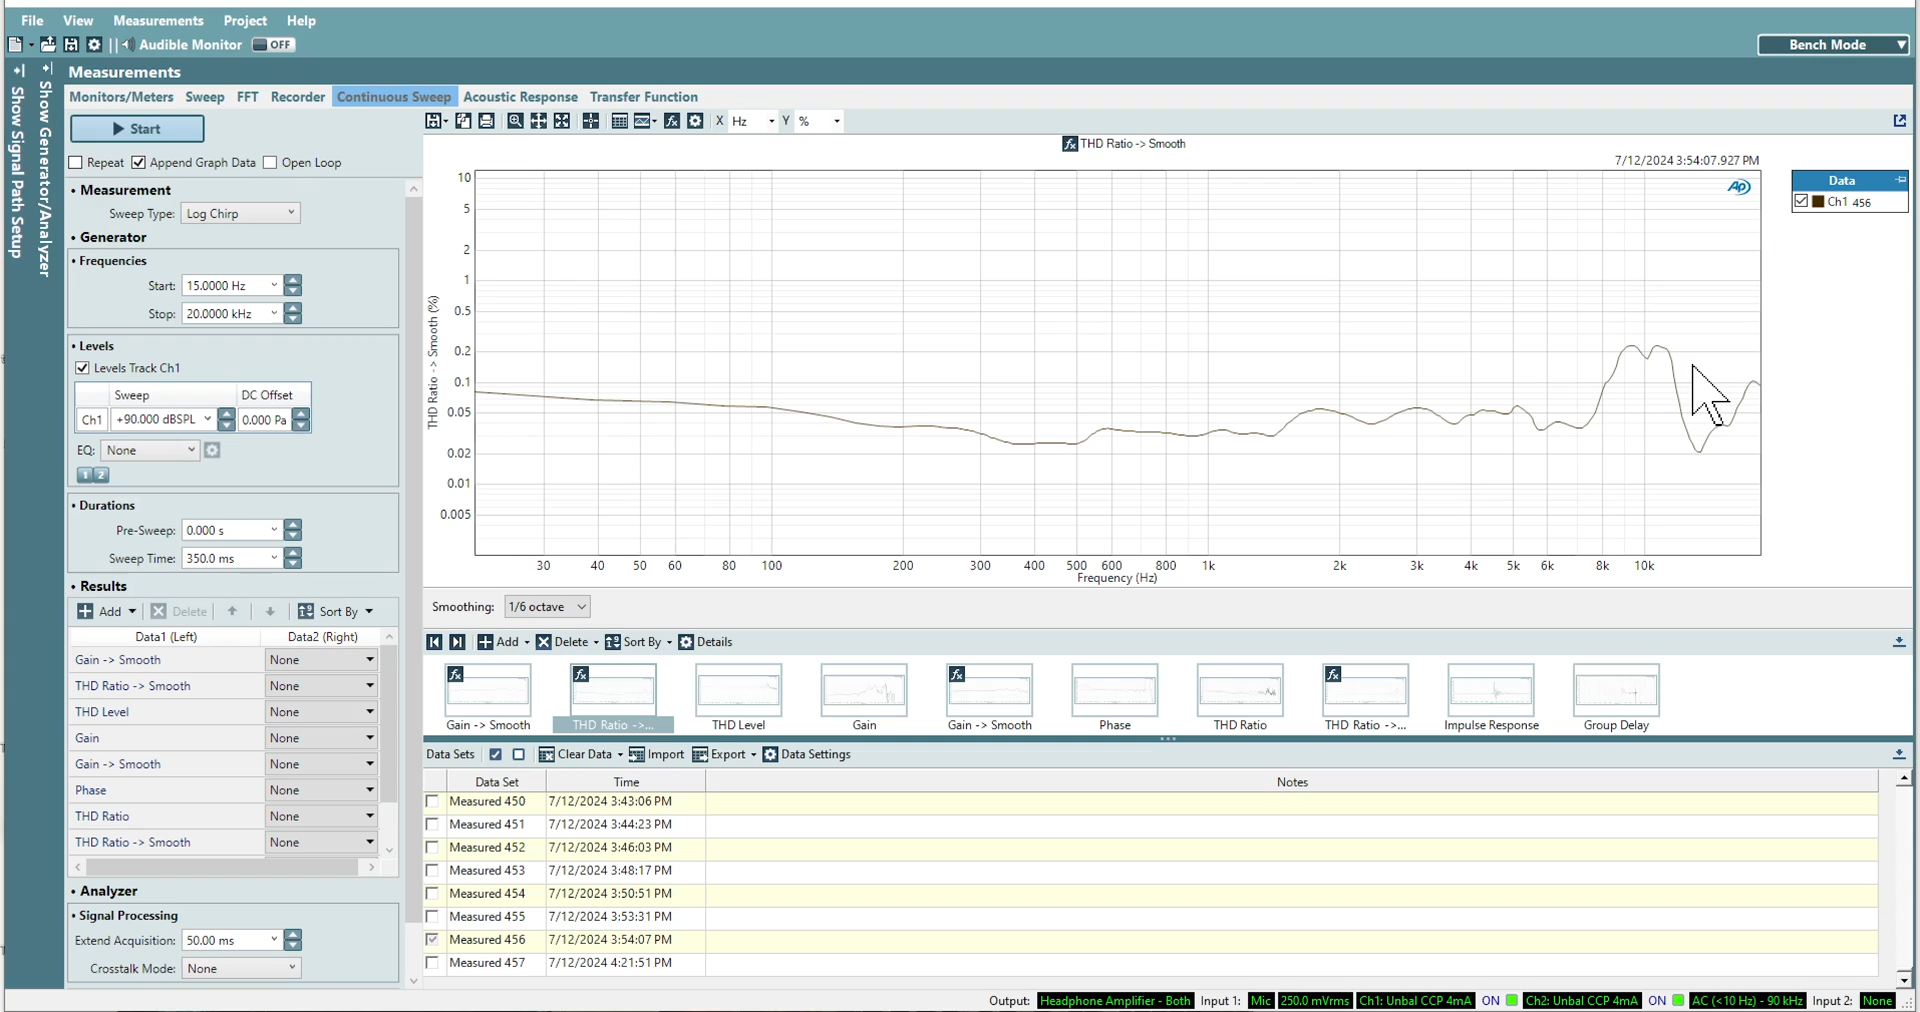 File View Measurements Project Help
Audible Monitor OFF
Bench Mode
Show Signal Path Setup
Show Generator/Analyzer
Measurements
Monitors/Meters Sweep FFT Recorder Continuous Sweep Acoustic Response Transfer Function
Start
X Hz Y %
Repeat Append Graph Data Open Loop
Measurement
Sweep Type: Log Chirp
Generator
Frequencies
Start: 15.0000 Hz
Stop: 20.0000 kHz
Levels
Levels Track Ch1
Sweep DC Offset
Ch1 +90.000 dBSPL 0.000 Pa
EQ: None
1 2
Durations
Pre-Sweep: 0.000 s
Sweep Time: 350.0 ms
Results
Add Delete Sort By
Data1 (Left) Data2 (Right)
Gain -> Smooth None
THD Ratio -> Smooth None
THD Level None
Gain None
Gain -> Smooth None
Phase None
THD Ratio None
THD Ratio -> Smooth None
Analyzer
Signal Processing
Extend Acquisition: 50.00 ms
Crosstalk Mode: None
fx THD Ratio -> Smooth
7/12/2024 3:54:07.927 PM
AP
Data
Ch1 456
THD Ratio -> Smooth (%)
10
5
2
1
0.5
0.2
0.1
0.05
0.02
0.01
0.005
30 40 50 60 80 100 200 300 400 500 600 800 1k 2k 3k 4k 5k 6k 8k 10k
Frequency (Hz)
Smoothing: 1/6 octave
Add Delete Sort By Details
fx fx fx fx
Gain -> Smooth THD Ratio ->... THD Level Gain Gain -> Smooth Phase THD Ratio THD Ratio ->... Impulse Response Group Delay
Data Sets Clear Data Import Export Data Settings
Data Set Time Notes
Measured 450 7/12/2024 3:43:06 PM
Measured 451 7/12/2024 3:44:23 PM
Measured 452 7/12/2024 3:46:03 PM
Measured 453 7/12/2024 3:48:17 PM
Measured 454 7/12/2024 3:50:51 PM
Measured 455 7/12/2024 3:53:31 PM
Measured 456 7/12/2024 3:54:07 PM
Measured 457 7/12/2024 4:21:51 PM
Output: Headphone Amplifier - Both Input 1: Mic 250.0 mVrms Ch1: Unbal CCP 4mA ON Ch2: Unbal CCP 4mA ON AC (<10 Hz) - 90 kHz Input 2: None